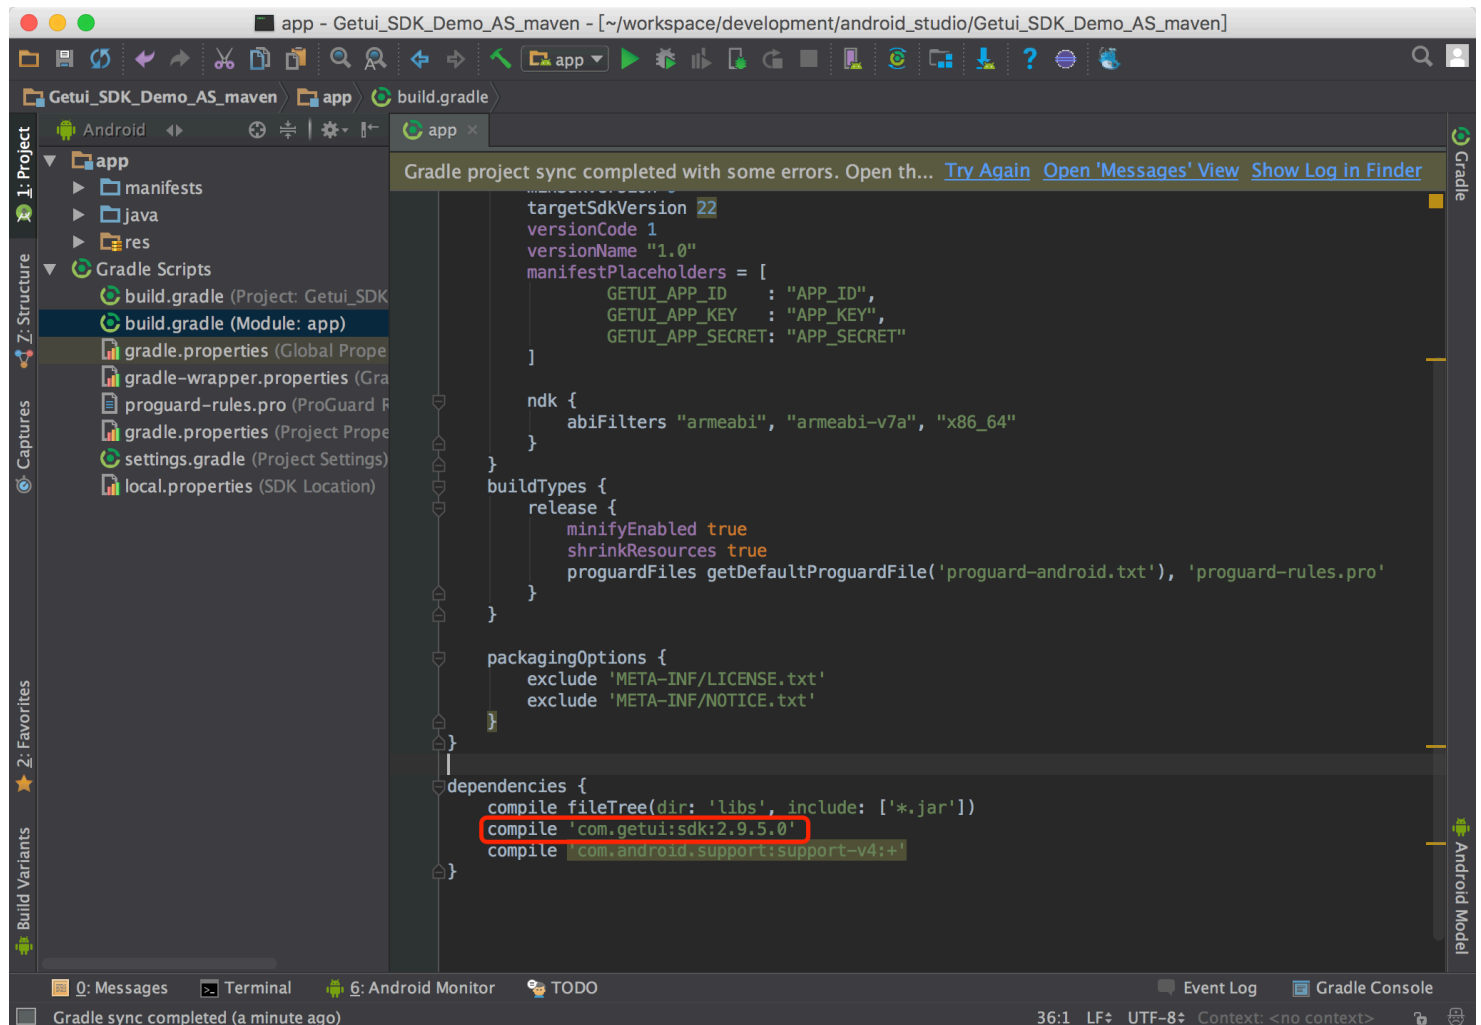 app - Getui_SDK_Demo_AS_maven - [~/workspace/development/android_studio/Getui_SDK_Demo_AS_maven]
app
Getui_SDK_Demo_AS_maven app build.gradle
1: Project
Z: Structure
Captures
2: Favorites
Build Variants
Android
app
manifests
java
res
Gradle Scripts
build.gradle (Project: Getui_SDK
build.gradle (Module: app)
gradle.properties (Global Prope
gradle-wrapper.properties (Gra
proguard-rules.pro (ProGuard R
gradle.properties (Project Prope
settings.gradle (Project Settings)
local.properties (SDK Location)
app
Gradle project sync completed with some errors. Open th... Try Again Open 'Messages' View Show Log in Finder
targetSdkVersion 22
versionCode 1
versionName "1.0"
manifestPlaceholders = [
GETUI_APP_ID : "APP_ID",
GETUI_APP_KEY : "APP_KEY",
GETUI_APP_SECRET: "APP_SECRET"
]
ndk {
abiFilters "armeabi", "armeabi-v7a", "x86_64"
}
}
buildTypes {
release {
minifyEnabled true
shrinkResources true
proguardFiles getDefaultProguardFile('proguard-android.txt'), 'proguard-rules.pro'
}
}
packagingOptions {
exclude 'META-INF/LICENSE.txt'
exclude 'META-INF/NOTICE.txt'
}
}
dependencies {
compile fileTree(dir: 'libs', include: ['*.jar'])
compile 'com.getui:sdk:2.9.5.0'
compile 'com.android.support:support-v4:+'
}
Gradle
Android Model
0: Messages Terminal 6: Android Monitor TODO Event Log Gradle Console
Gradle sync completed (a minute ago) 36:1 LF UTF-8 Context: <no context>